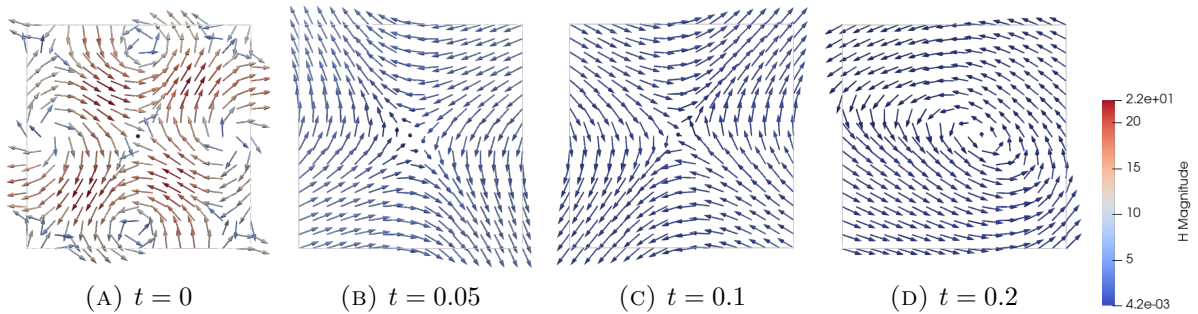 2.2e+01
20
15
10
5
4.2e-03
H Magnitude
(A) t = 0
(B) t = 0.05
(C) t = 0.1
(D) t = 0.2